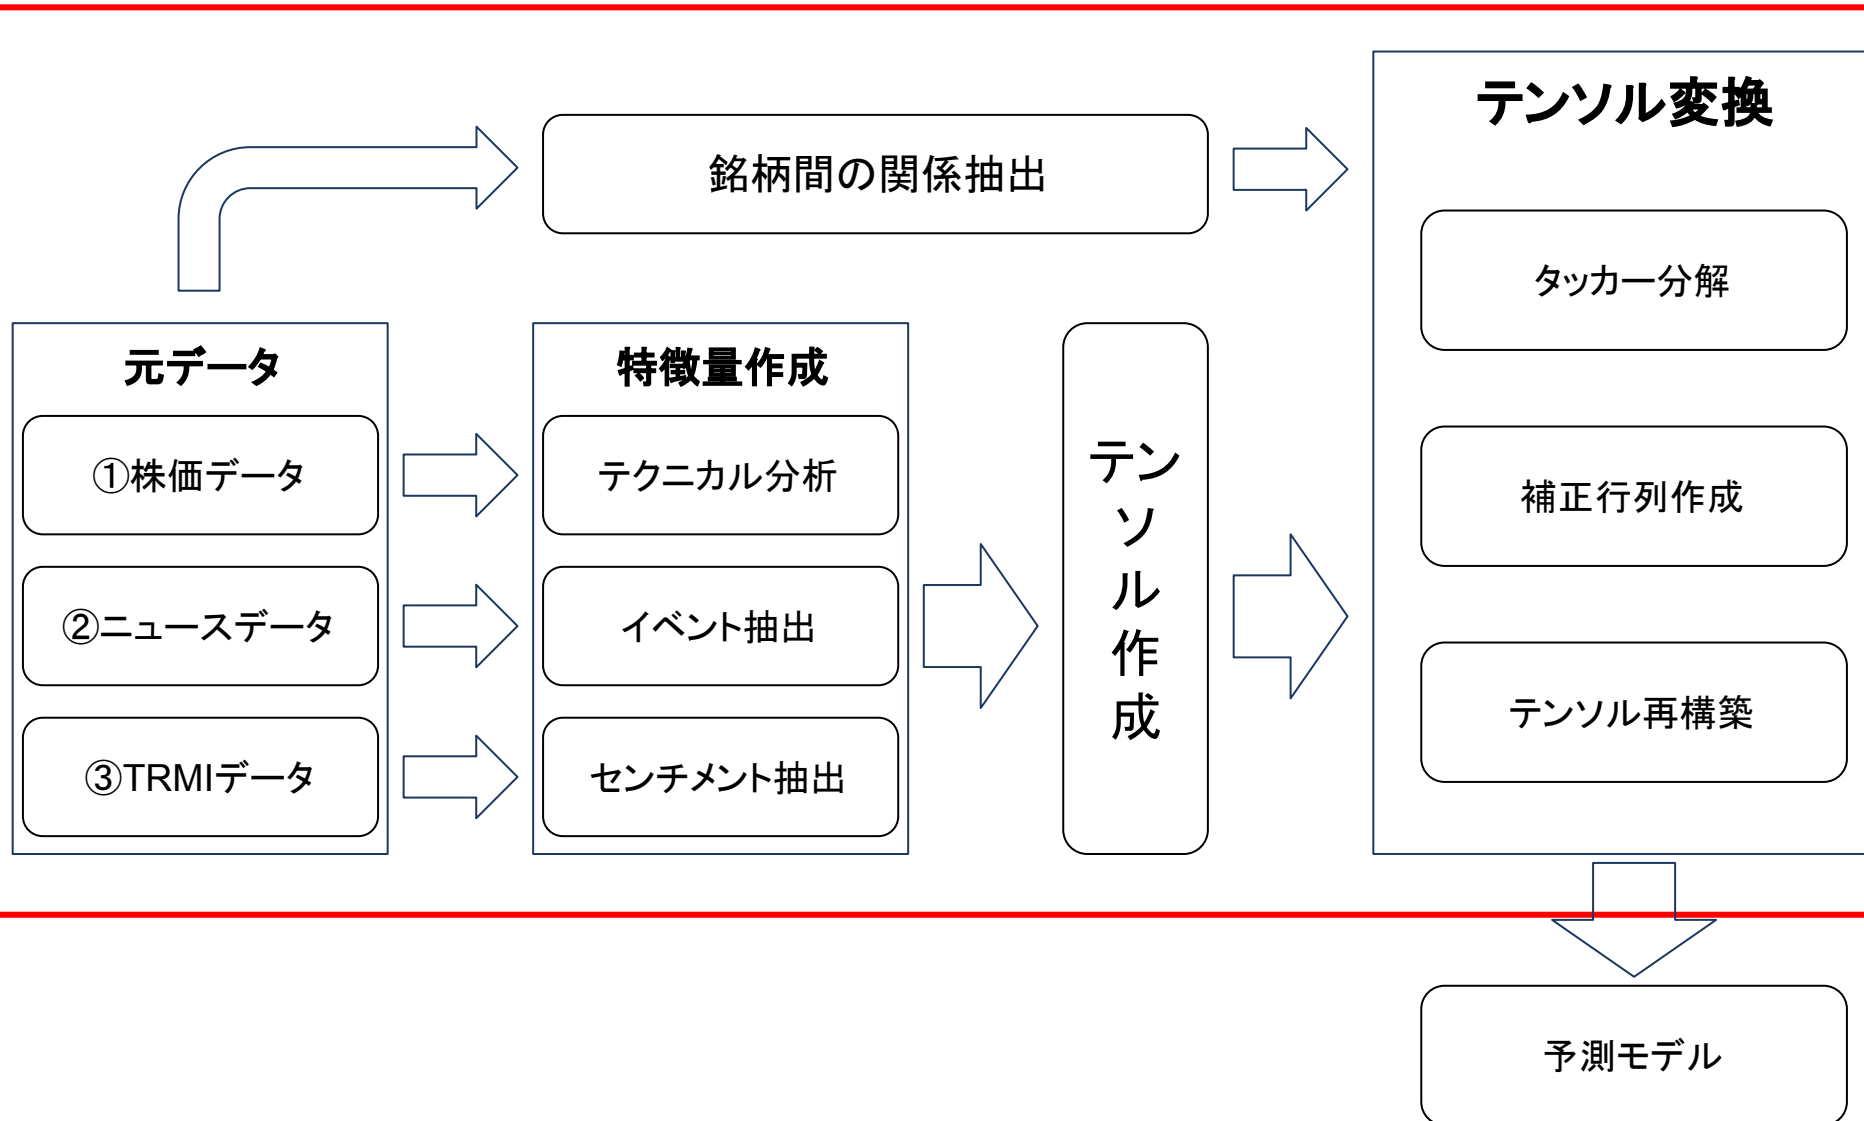 銘柄間の関係抽出
元データ
①株価データ
②ニュースデータ
③TRMIデータ
特徴量作成
テクニカル分析
イベント抽出
センチメント抽出
テンソル作成
テンソル変換
タッカー分解
補正行列作成
テンソル再構築
予測モデル